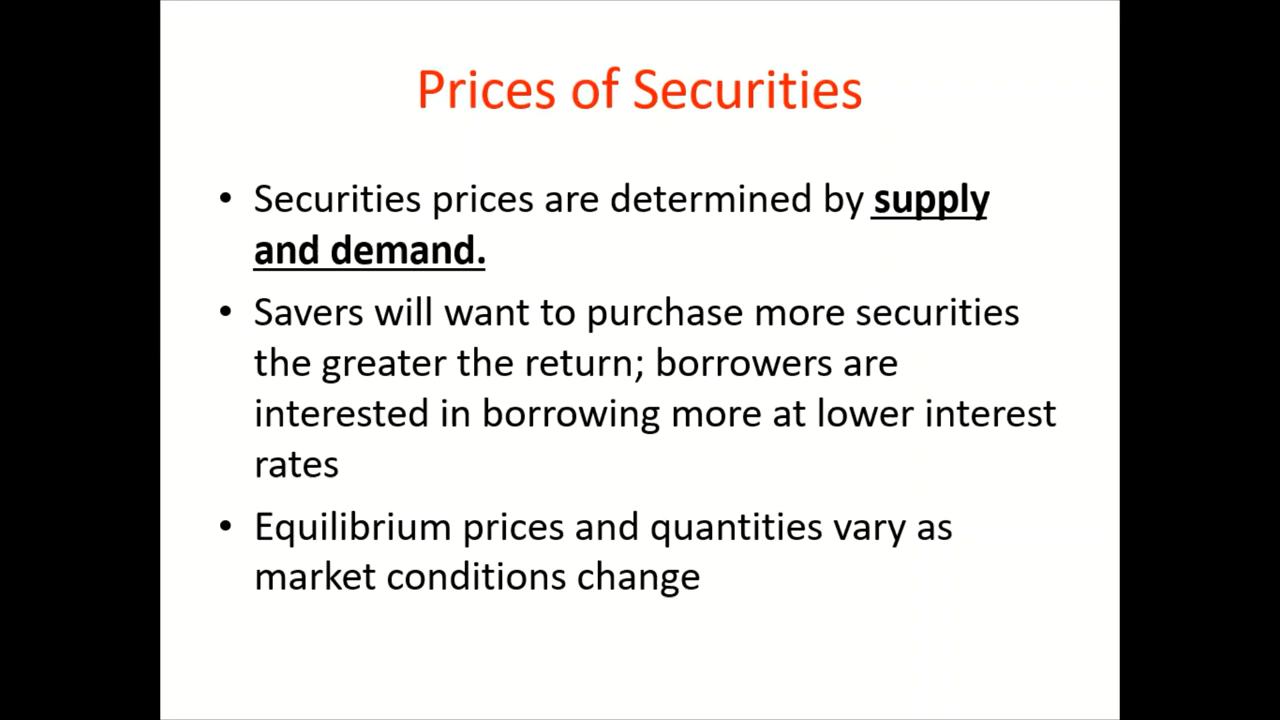 Prices of Securities
• Securities prices are determined by supply
and demand.
• Savers will want to purchase more securities
the greater the return; borrowers are
interested in borrowing more at lower interest
rates
• Equilibrium prices and quantities vary as
market conditions change